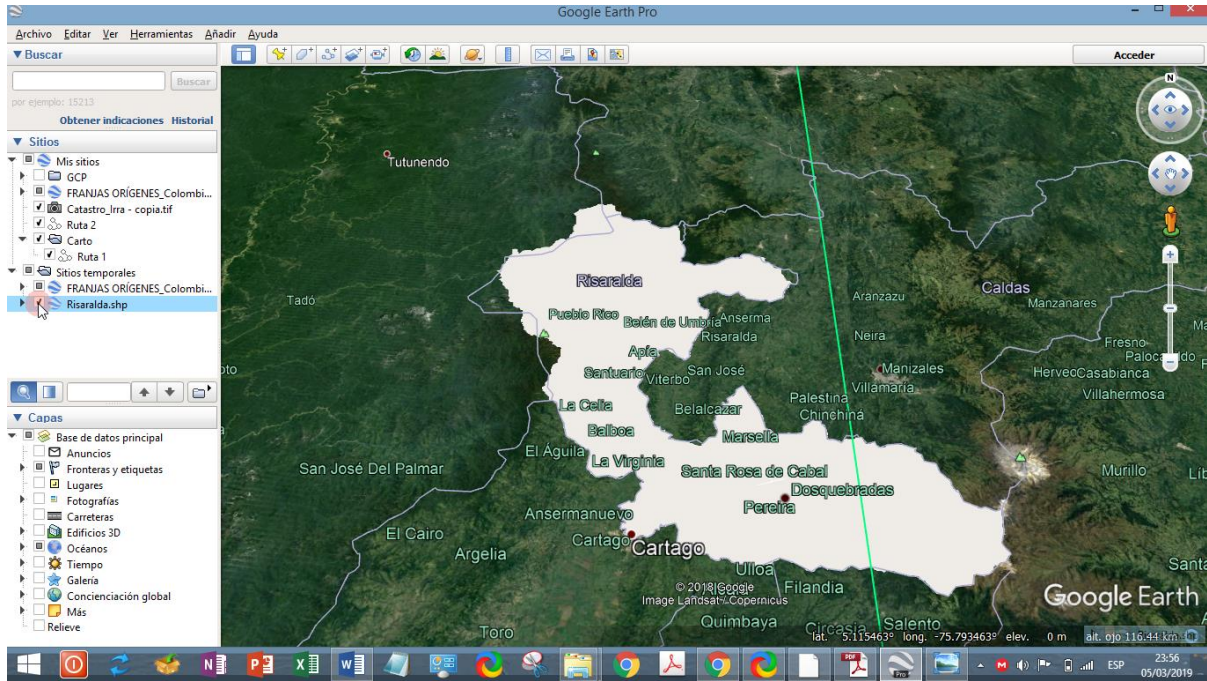 Google Earth Pro
Archivo Editar Ver Herramientas Añadir Ayuda
▼ Buscar
Acceder
Buscar
por ejemplo: 15213
Obtener indicaciones Historial
▼ Sitios
Mis sitios
GCP
FRANJAS ORÍGENES_Colombi...
Catastro_Irra - copia.tif
Ruta 2
Carto
Ruta 1
Sitios temporales
FRANJAS ORÍGENES_Colombi...
Risaralda.shp
▼ Capas
Base de datos principal
Anuncios
Fronteras y etiquetas
Lugares
Fotografías
Carreteras
Edificios 3D
Océanos
Tiempo
Galería
Concienciación global
Más
Relieve
N
Tutunendo
Risaralda
Caldas
Tadó
Aranzazu
Manzanares
Pueblo Rico
Belén de Umbría
Anserma
Risaralda
Neira
Fresno
Apía
Santuario
Viterbo
San José
Manizales
Herveo
Casabianca
Villamaría
Villahermosa
La Celia
Belalcazar
Palestina
Chinchiná
Balboa
Marsella
El Águila
La Virginia
San José Del Palmar
Santa Rosa de Cabal
Murillo
Dosquebradas
Pereira
Ansermanuevo
El Cairo
Cartago
Cartago
Argelia
Ulloa
© 2018 Google
Filandia
Image Landsat / Copernicus
Google Earth
Quimbaya
Circasia
Salento
Toro
lat. 5.115463° long. -75.793463° elev. 0 m alt. ojo 116.44 km
ESP
23:56
05/03/2019